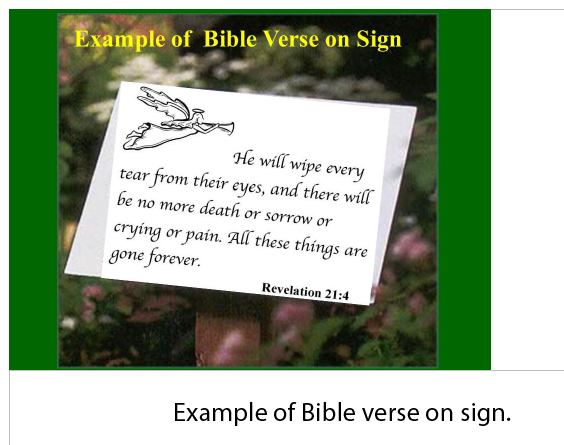 Example of Bible Verse on Sign
He will wipe every
tear from their eyes, and there will
be no more death or sorrow or
crying or pain. All these things are
gone forever.
Revelation 21:4
Example of Bible verse on sign.